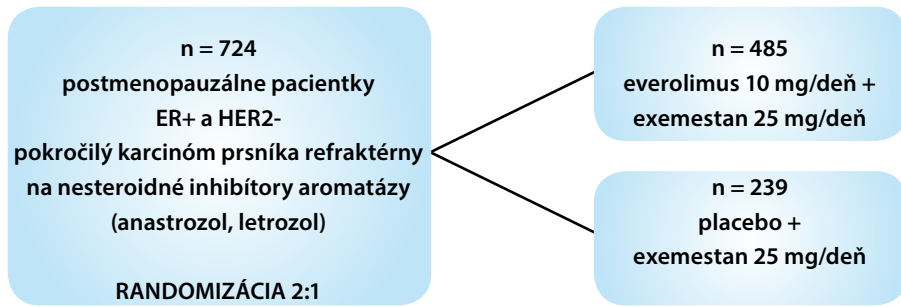 n = 724
postmenopauzálne pacientky
ER+ a HER2-
pokročilý karcinóm prsníka refraktérny
na nesteroidné inhibítory aromatázy
(anastrozol, letrozol)
RANDOMIZÁCIA 2:1
n = 485
everolimus 10 mg/deň +
exemestan 25 mg/deň
n = 239
placebo +
exemestan 25 mg/deň